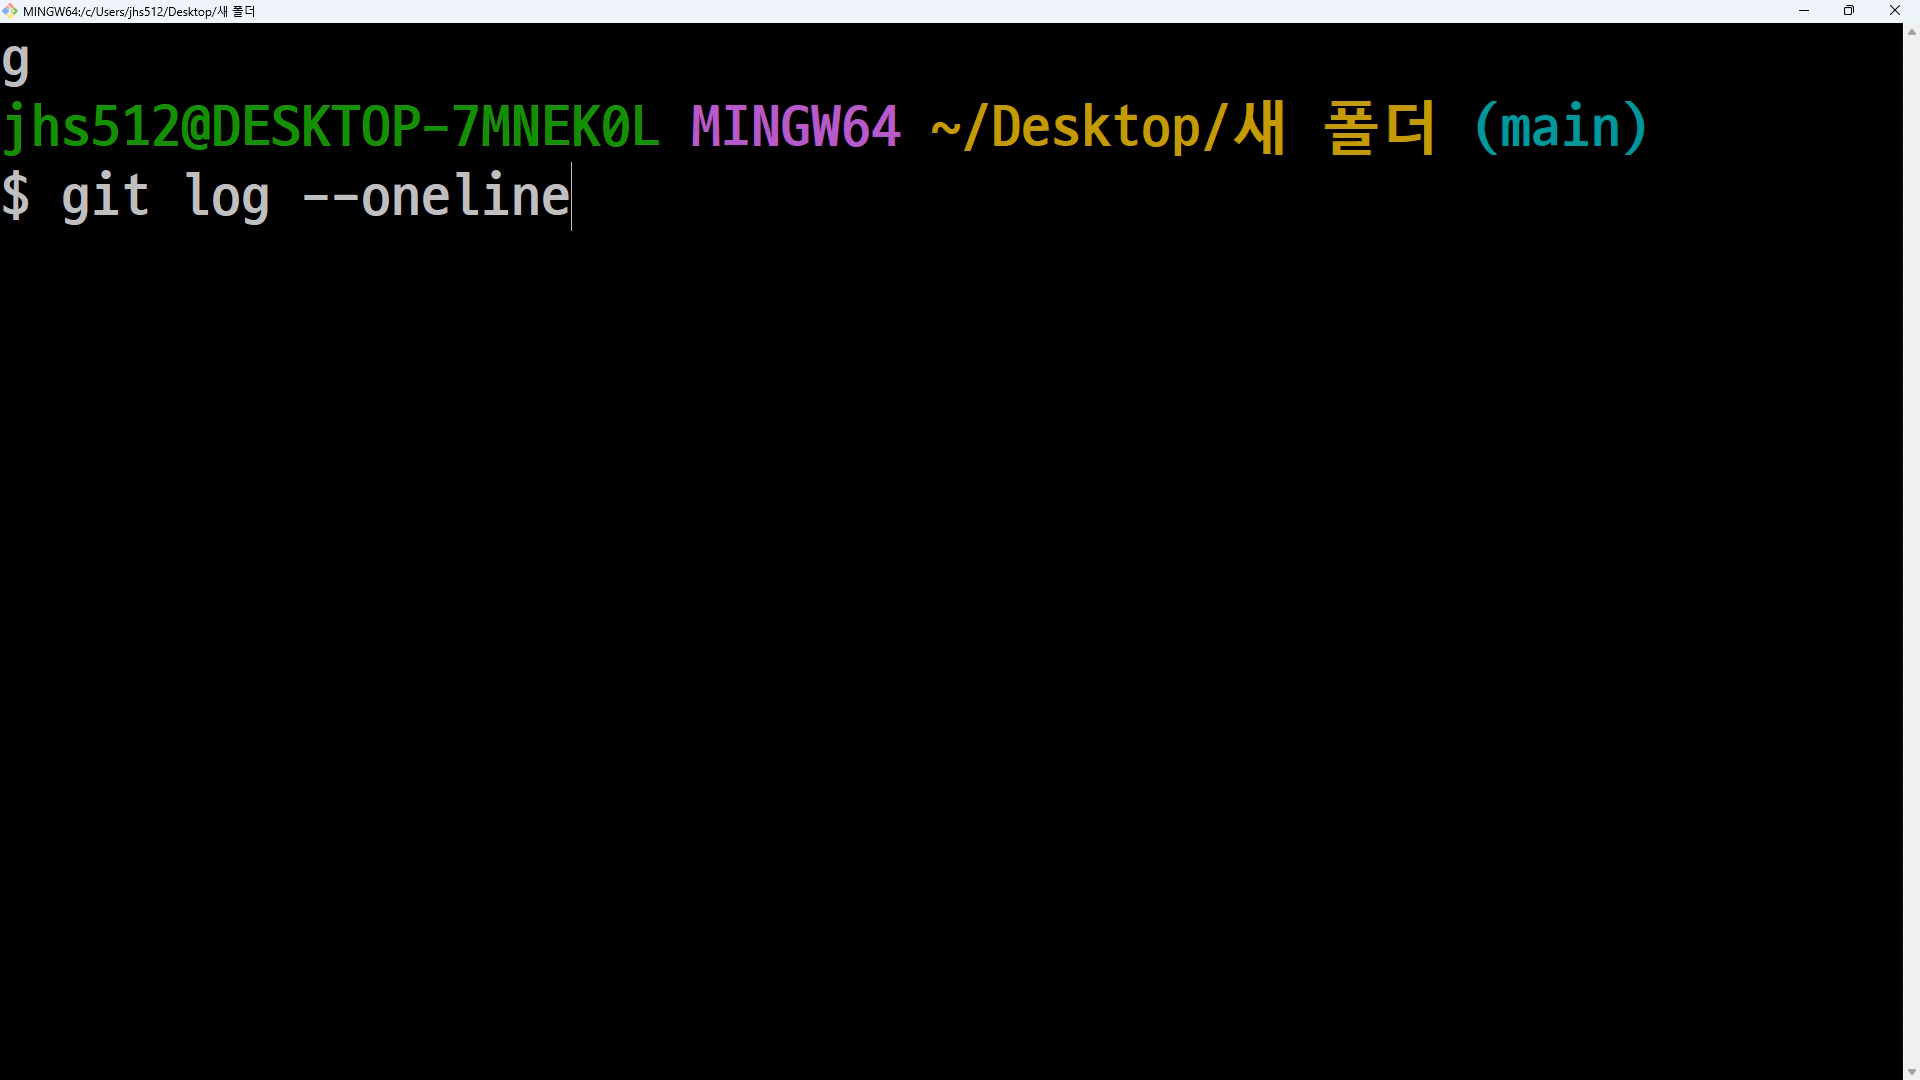 MINGW64:/c/Users/jhs512/Desktop/새 폴더
g
jhs512@DESKTOP-7MNEK0L MINGW64 ~/Desktop/새 폴더 (main)
$ git log --oneline